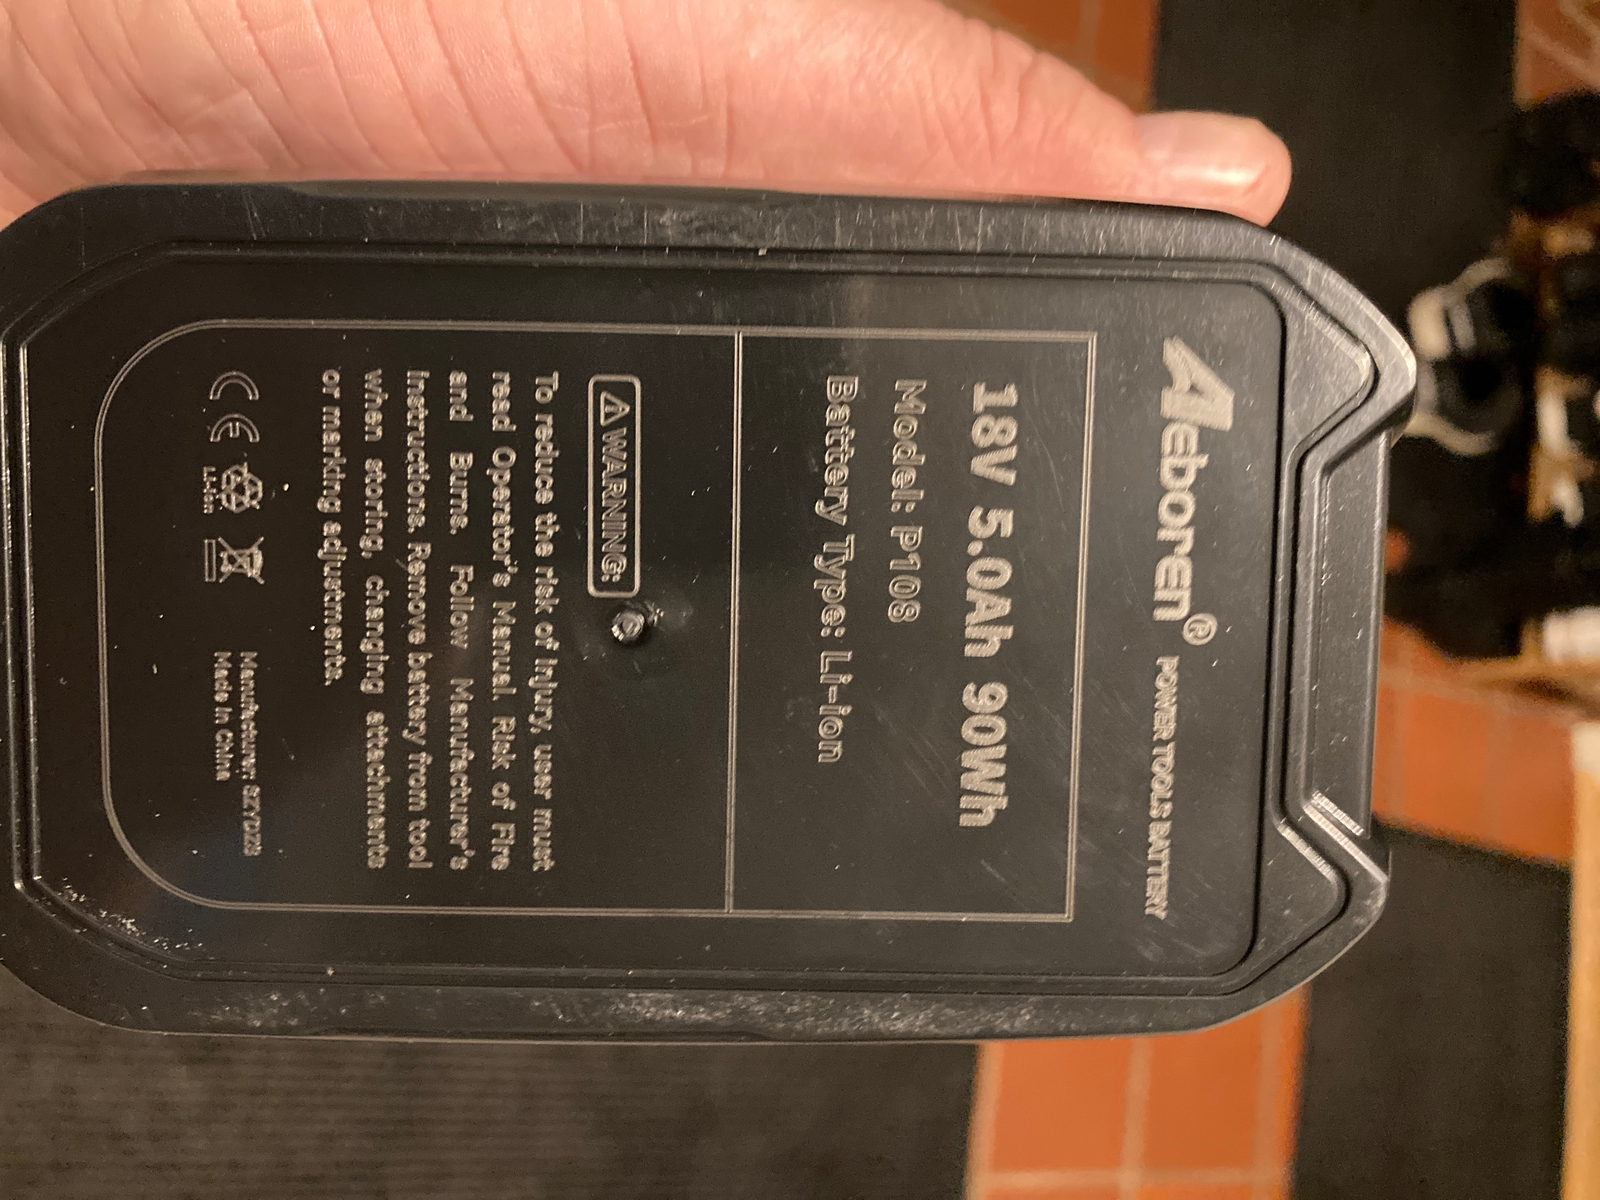 Aeboren® POWER TOOLS BATTERY
18V 5.0Ah 90Wh
Model: P108
Battery Type: Li-ion
WARNING:
To reduce the risk of injury, user must
read Operator's Manual. Risk of Fire
and Burns. Follow Manufacturer's
instructions. Remove battery from tool
when storing, changing attachments
or marking adjustments.
CE
Li-ion
Manufacturer: SZYDZS
Made In China